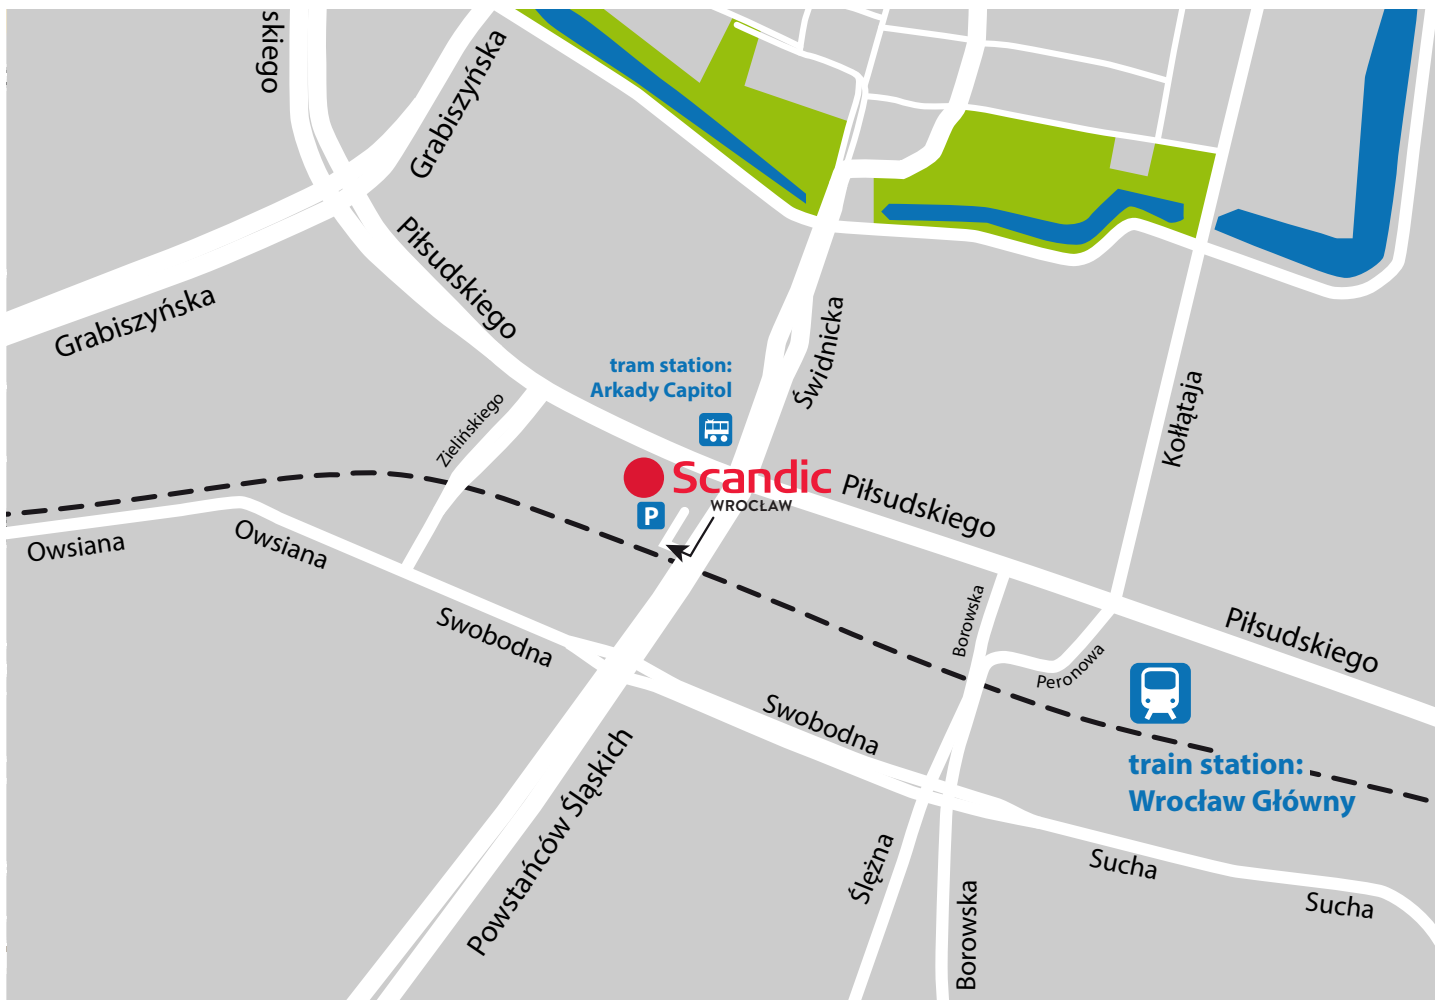 skiego
Grabiszyńska
Piłsudskiego
Grabiszyńska
Świdnicka
tram station:
Arkady Capitol
Kołłątaja
Zielińskiego
Scandic
WROCŁAW
P
Piłsudskiego
Owsiana
Owsiana
Swobodna
Borowska
Peronowa
Piłsudskiego
Swobodna
train station:
Wrocław Główny
Powstańców Śląskich
Ślężna
Borowska
Sucha
Sucha